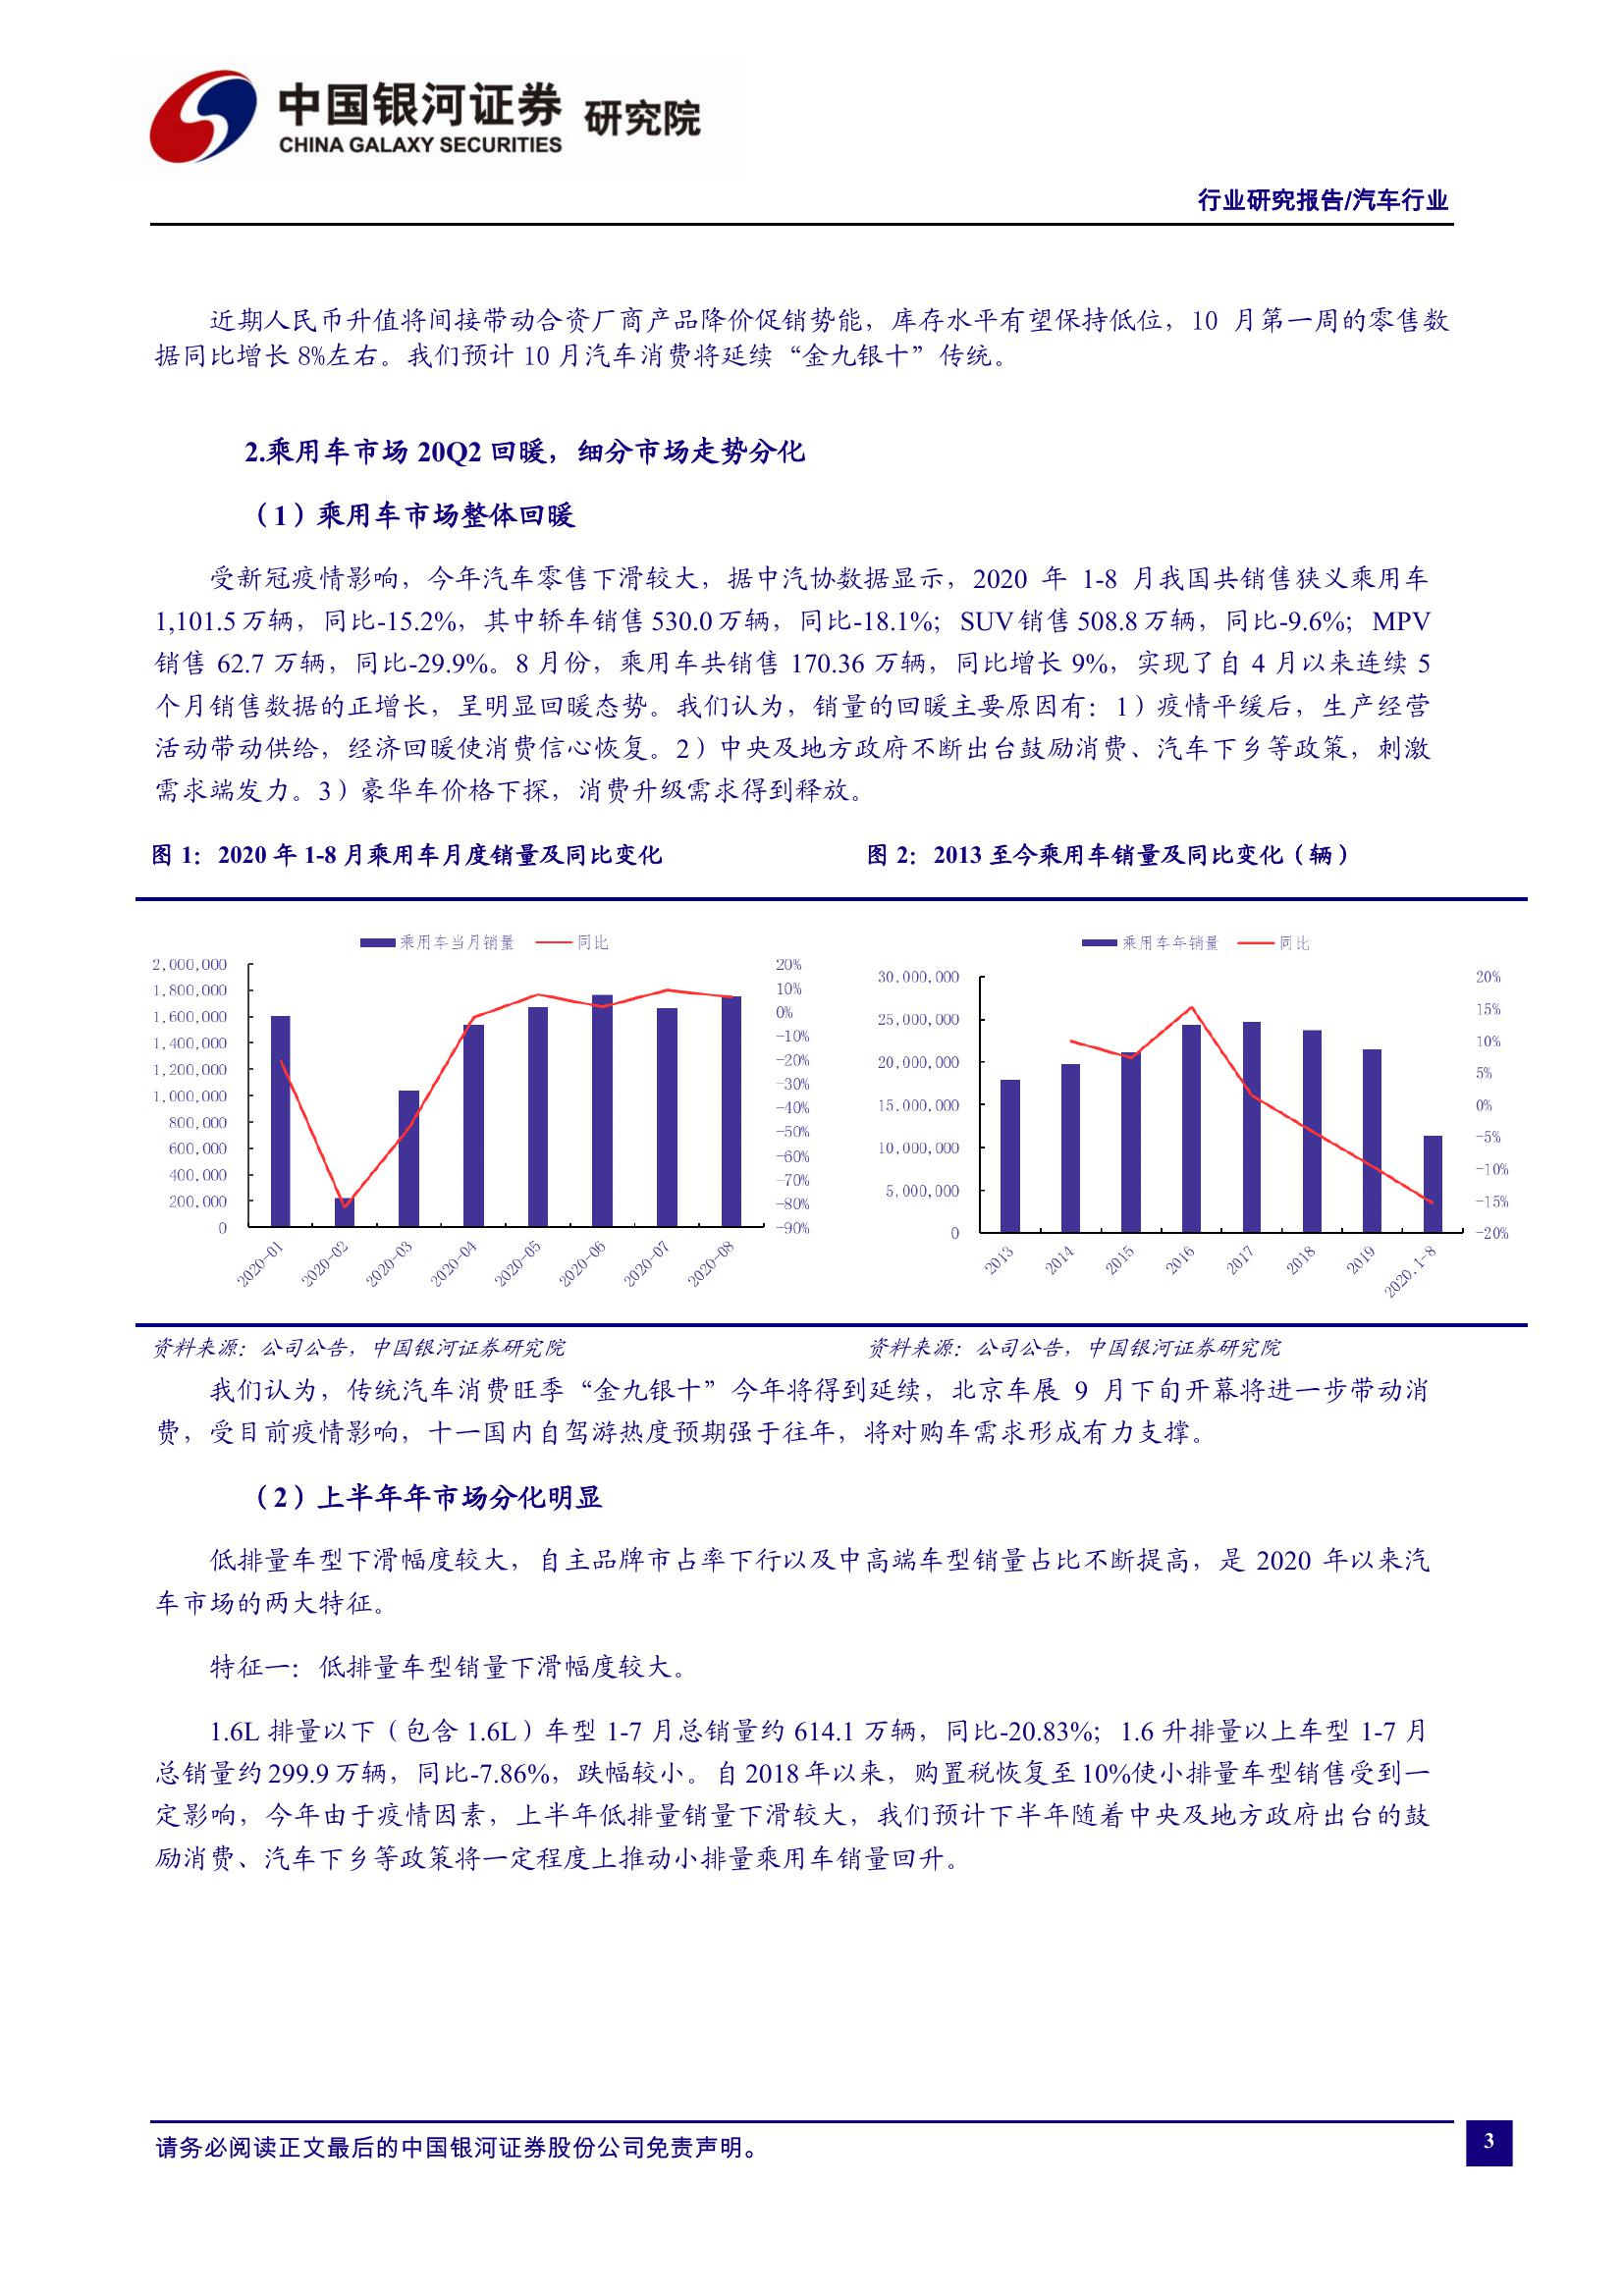 中国银河证券 研究院
CHINA GALAXY SECURITIES
行业研究报告/汽车行业
近期人民币升值将间接带动合资厂商产品降价促销势能，库存水平有望保持低位，10 月第一周的零售数
据同比增长 8%左右。我们预计 10 月汽车消费将延续“金九银十”传统。
2.乘用车市场 20Q2 回暖，细分市场走势分化
（1）乘用车市场整体回暖
受新冠疫情影响，今年汽车零售下滑较大，据中汽协数据显示，2020 年 1-8 月我国共销售狭义乘用车
1,101.5 万辆，同比-15.2%，其中轿车销售 530.0 万辆，同比-18.1%；SUV 销售 508.8 万辆，同比-9.6%；MPV
销售 62.7 万辆，同比-29.9%。8 月份，乘用车共销售 170.36 万辆，同比增长 9%，实现了自 4 月以来连续 5
个月销售数据的正增长，呈明显回暖态势。我们认为，销量的回暖主要原因有：1）疫情平缓后，生产经营
活动带动供给，经济回暖使消费信心恢复。2）中央及地方政府不断出台鼓励消费、汽车下乡等政策，刺激
需求端发力。3）豪华车价格下探，消费升级需求得到释放。
图 1：2020 年 1-8 月乘用车月度销量及同比变化
乘用车当月销量 同比
2,000,000
1,800,000
1,600,000
1,400,000
1,200,000
1,000,000
800,000
600,000
400,000
200,000
0
20%
10%
0%
-10%
-20%
-30%
-40%
-50%
-60%
-70%
-80%
-90%
2020-01
2020-02
2020-03
2020-04
2020-05
2020-06
2020-07
2020-08
资料来源：公司公告，中国银河证券研究院
图 2：2013 至今乘用车销量及同比变化（辆）
乘用车年销量 同比
30,000,000
25,000,000
20,000,000
15,000,000
10,000,000
5,000,000
0
20%
15%
10%
5%
0%
-5%
-10%
-15%
-20%
2013
2014
2015
2016
2017
2018
2019
2020.1-8
资料来源：公司公告，中国银河证券研究院
我们认为，传统汽车消费旺季“金九银十”今年将得到延续，北京车展 9 月下旬开幕将进一步带动消
费，受目前疫情影响，十一国内自驾游热度预期强于往年，将对购车需求形成有力支撑。
（2）上半年年市场分化明显
低排量车型下滑幅度较大，自主品牌市占率下行以及中高端车型销量占比不断提高，是 2020 年以来汽
车市场的两大特征。
特征一：低排量车型销量下滑幅度较大。
1.6L 排量以下（包含 1.6L）车型 1-7 月总销量约 614.1 万辆，同比-20.83%；1.6 升排量以上车型 1-7 月
总销量约 299.9 万辆，同比-7.86%，跌幅较小。自 2018 年以来，购置税恢复至 10%使小排量车型销售受到一
定影响，今年由于疫情因素，上半年低排量销量下滑较大，我们预计下半年随着中央及地方政府出台的鼓
励消费、汽车下乡等政策将一定程度上推动小排量乘用车销量回升。
请务必阅读正文最后的中国银河证券股份公司免责声明。
3